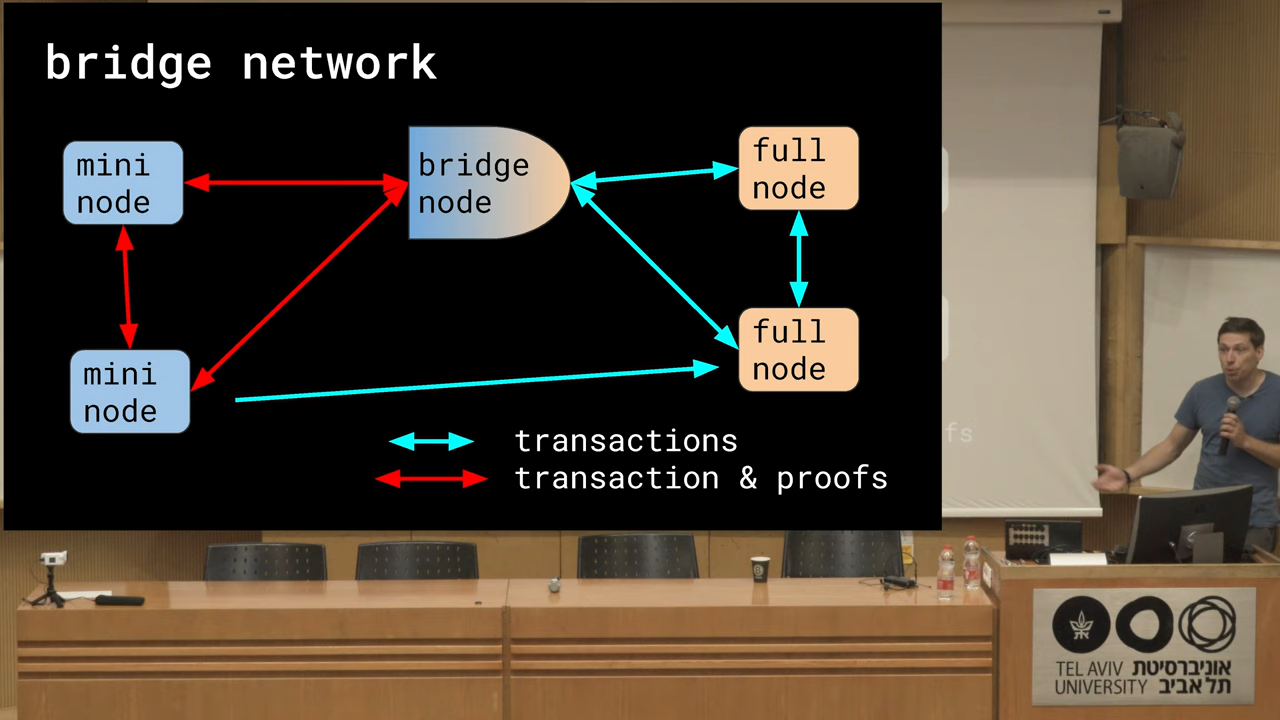 bridge network
mini
node
bridge
node
full
node
mini
node
full
node
transactions
transaction & proofs
fs
TEL AVIV אוניברסיטת
UNIVERSITY תל אביב